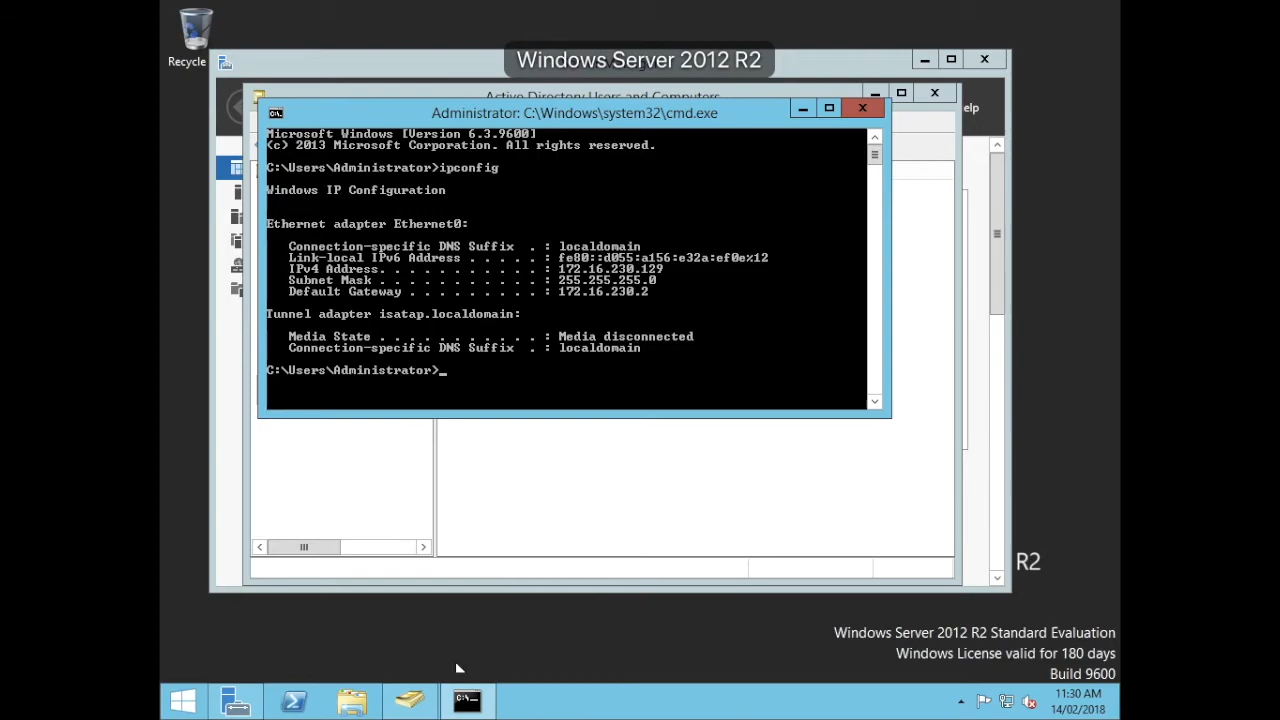 Recycle
Windows Server 2012 R2
Active Directory Users and Computers
elp
Administrator: C:\Windows\system32\cmd.exe
Microsoft Windows [Version 6.3.9600]
(c) 2013 Microsoft Corporation. All rights reserved.
C:\Users\Administrator>ipconfig
Windows IP Configuration
Ethernet adapter Ethernet0:
Connection-specific DNS Suffix . : localdomain
Link-local IPv6 Address . . . . . : fe80::d055:a156:e32a:ef0e%12
IPv4 Address. . . . . . . . . . . : 172.16.230.129
Subnet Mask . . . . . . . . . . . : 255.255.255.0
Default Gateway . . . . . . . . . : 172.16.230.2
Tunnel adapter isatap.localdomain:
Media State . . . . . . . . . . . : Media disconnected
Connection-specific DNS Suffix . : localdomain
C:\Users\Administrator>_
R2
Windows Server 2012 R2 Standard Evaluation
Windows License valid for 180 days
Build 9600
11:30 AM
14/02/2018